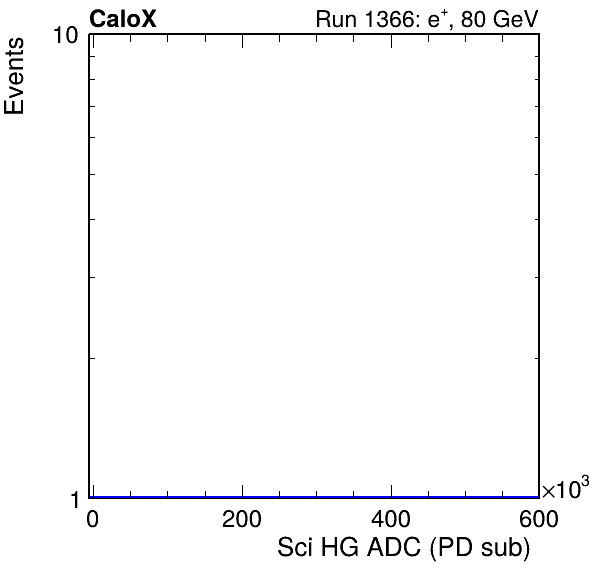 CaloX Run 1366: e⁺, 80 GeV
Events
10
1
0 200 400 600
×10³
Sci HG ADC (PD sub)